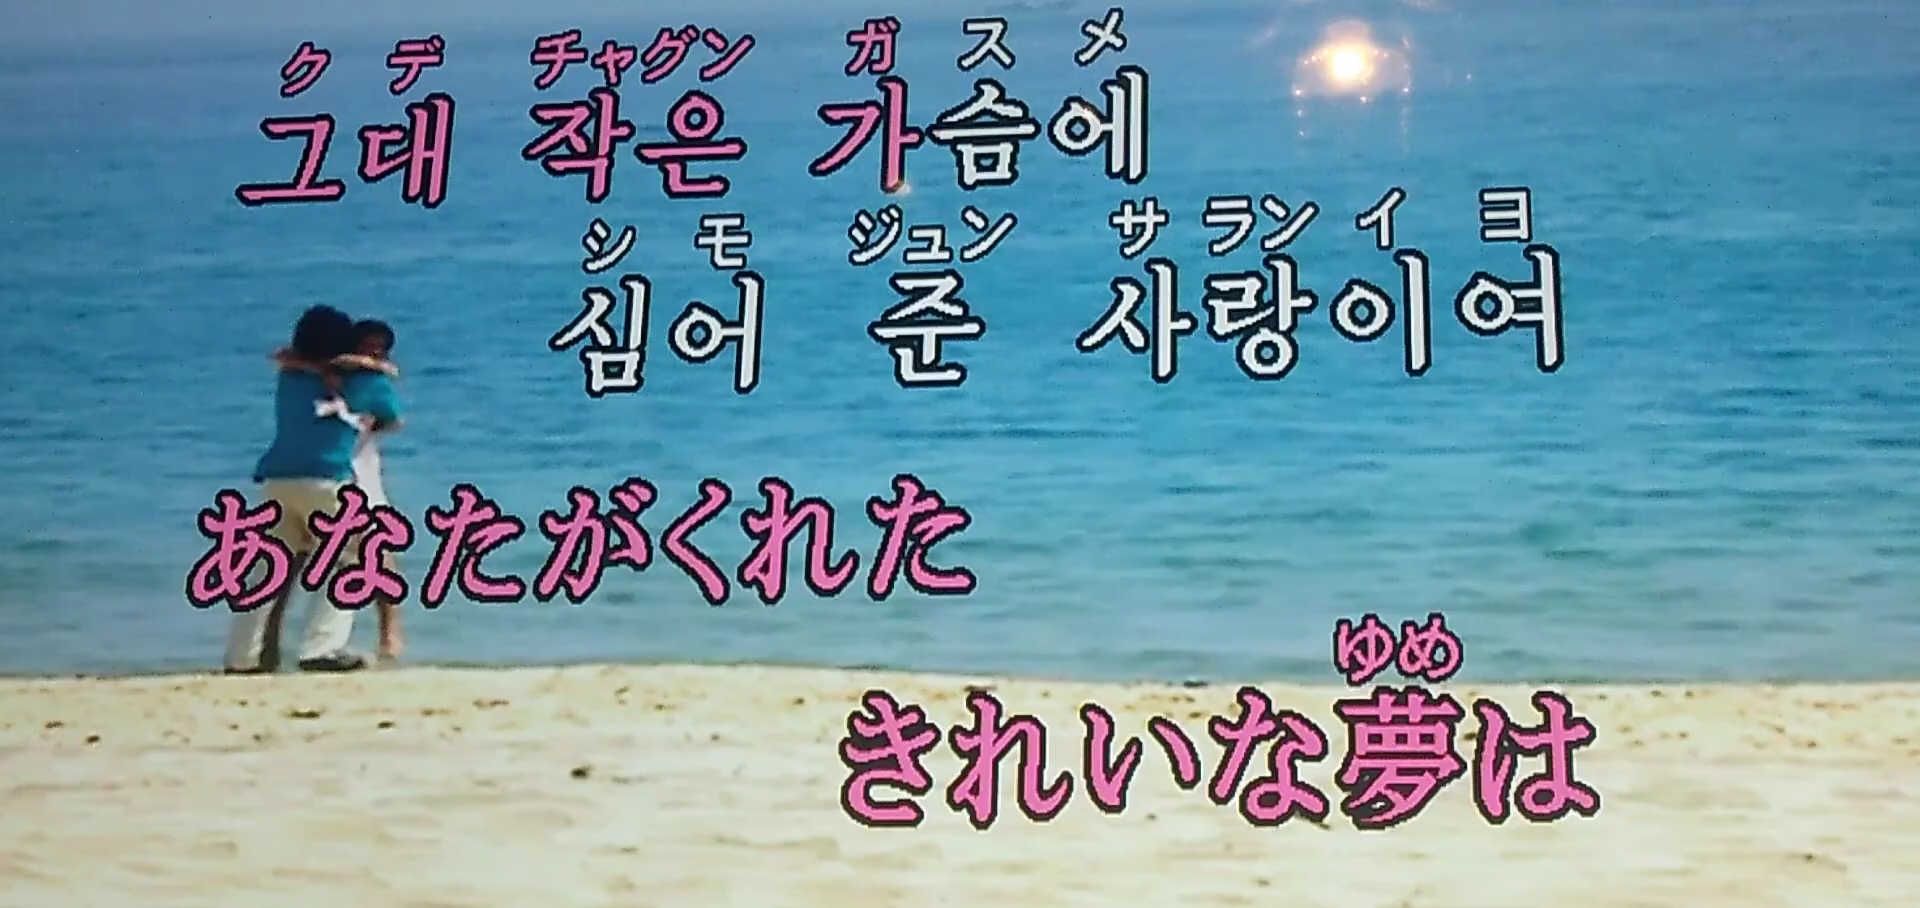 ク デ チャグン ガ ス メ
그대 작은 가슴에
シ モ ジュン サ ラン イ ヨ
심어 준 사랑이여
あなたがくれた
ゆめ
きれいな夢は